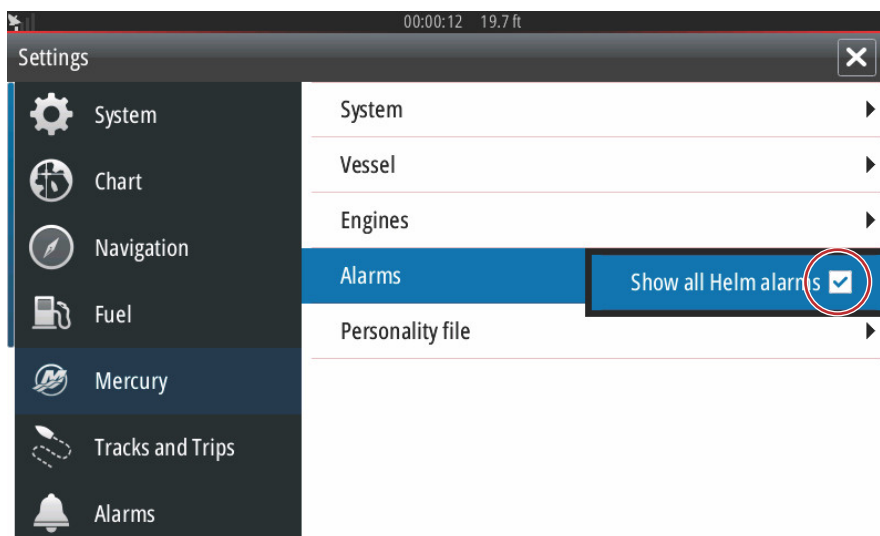 00:00:12 19.7 ft
Settings
System
Chart
Navigation
Fuel
Mercury
Tracks and Trips
Alarms
System
Vessel
Engines
Alarms
Show all Helm alarms
Personality file